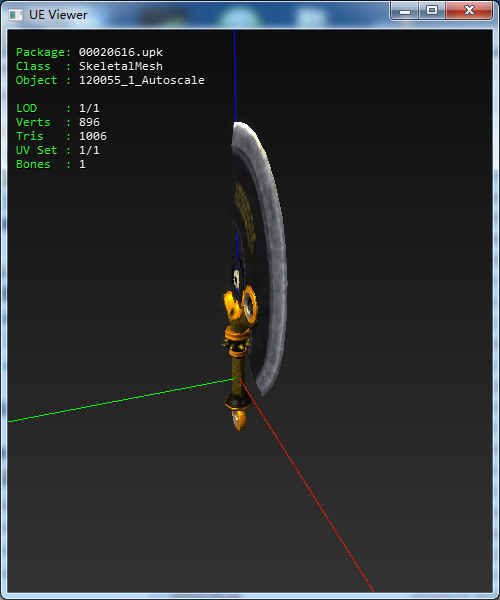 UE Viewer
Package: 00020616.upk
Class : SkeletalMesh
Object : 120055_1_Autoscale
LOD : 1/1
Verts : 896
Tris : 1006
UV Set : 1/1
Bones : 1